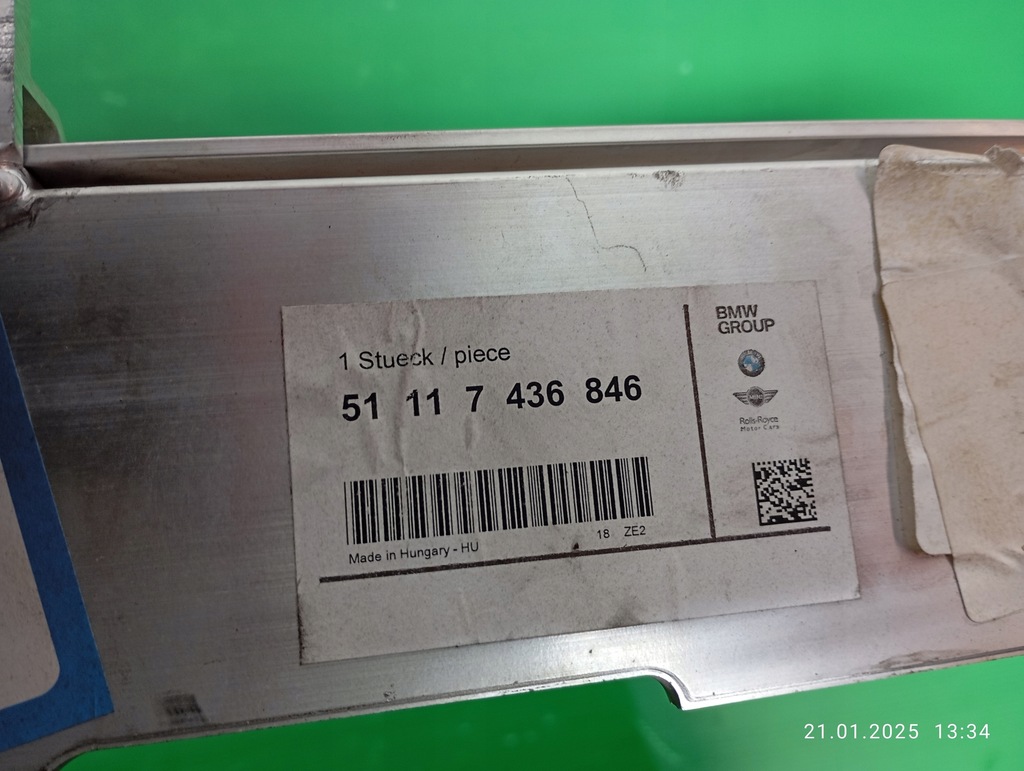 1 Stueck / piece
51 11 7 436 846
Made in Hungary - HU
18 ZE2
BMW
GROUP
MINI
Rolls-Royce
Motor Cars
21.01.2025 13:34